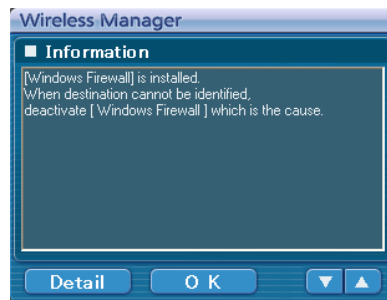 Wireless Manager
Information
[Windows Firewall] is installed.
When destination cannot be identified,
deactivate [ Windows Firewall ] which is the cause.
Detail
O K